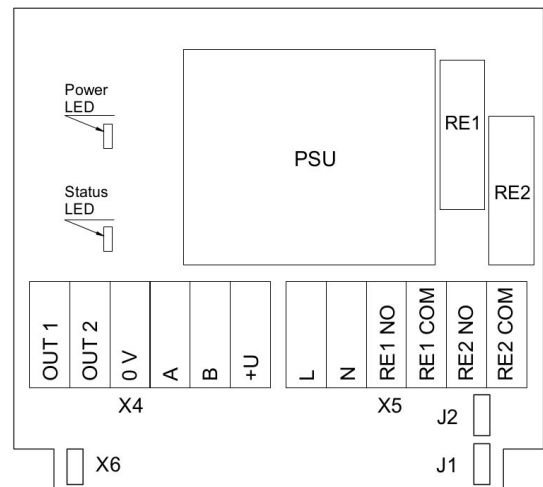 Power
LED
PSU
RE1
RE2
Status
LED
OUT 1
OUT 2
0 V
A
B
+U
L
N
RE1 NO
RE1 COM
RE2 NO
RE2 COM
X4
X5
J2
X6
J1